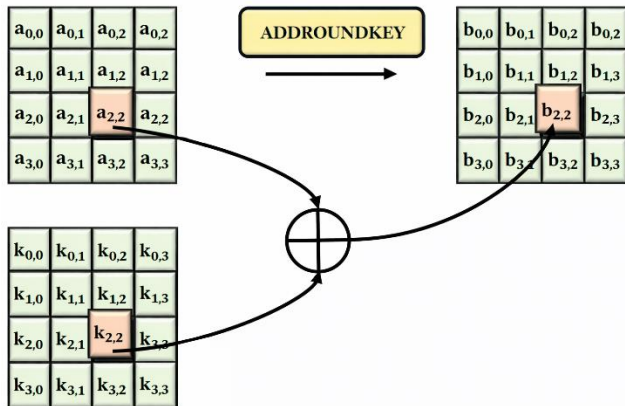 a0,0 a0,1 a0,2 a0,2
a1,0 a1,1 a1,2 a1,2
a2,0 a2,1 a2,2 a2,2
a3,0 a3,1 a3,2 a3,3
ADDROUNDKEY
b0,0 b0,1 b0,2 b0,2
b1,0 b1,1 b1,2 b1,3
b2,0 b2,1 b2,2 b2,3
b3,0 b3,1 b3,2 b3,3
k0,0 k0,1 k0,2 k0,3
k1,0 k1,1 k1,2 k1,3
k2,0 k2,1 k2,2 k3,3
k3,0 k3,1 k3,2 k3,3